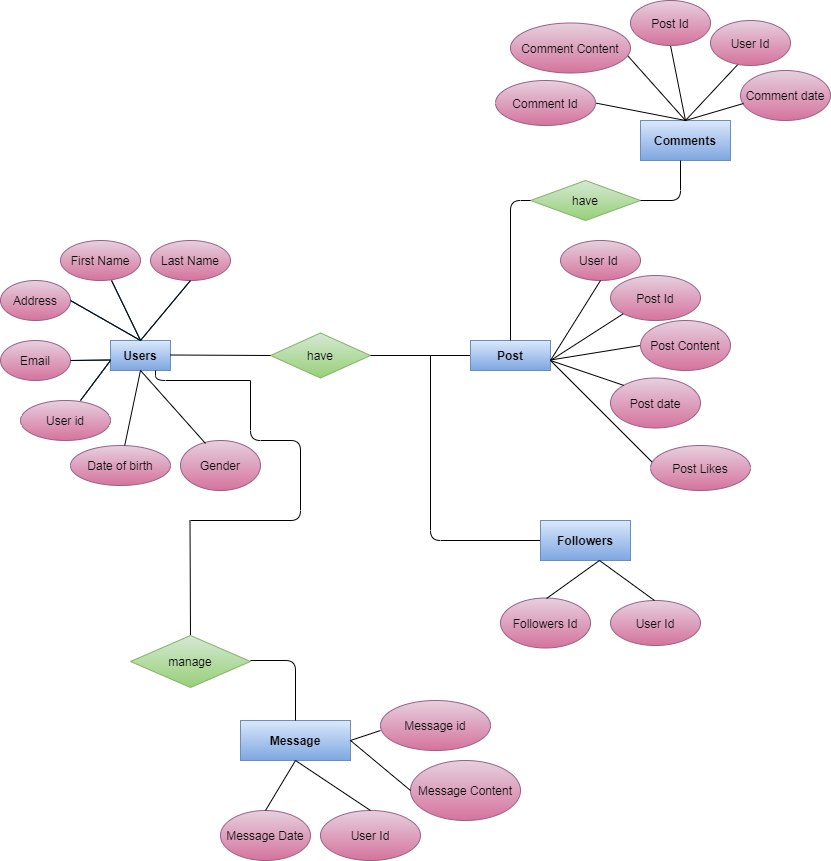 Post Id
User Id
Comment Content
Comment date
Comment Id
Comments
have
First Name
Last Name
User Id
Address
Post Id
Post Content
Users
have
Post
Email
Post date
User id
Date of birth
Gender
Post Likes
Followers
Followers Id
User Id
manage
Message id
Message
Message Content
Message Date
User Id